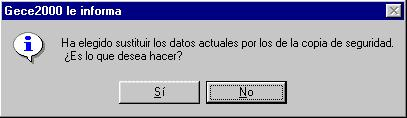 Gece2000 le informa
Ha elegido sustituir los datos actuales por los de la copia de seguridad.
¿Es lo que desea hacer?
Sí
No